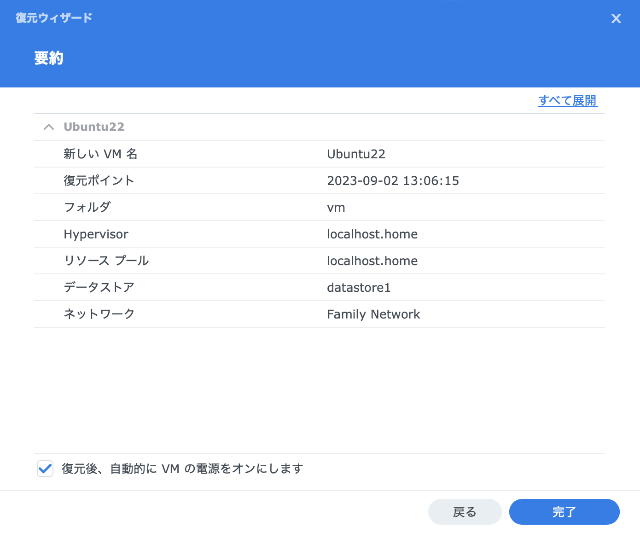 復元ウィザード
要約
すべて展開
Ubuntu22
新しい VM 名 Ubuntu22
復元ポイント 2023-09-02 13:06:15
フォルダ vm
Hypervisor localhost.home
リソース プール localhost.home
データストア datastore1
ネットワーク Family Network
復元後、自動的に VM の電源をオンにします
戻る 完了